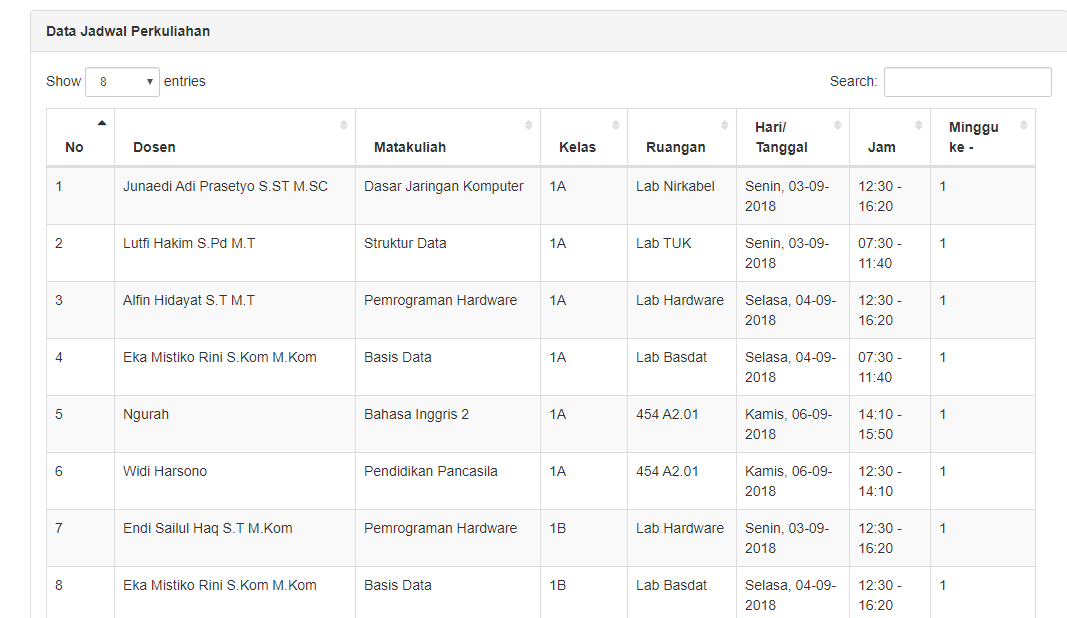 Data Jadwal Perkuliahan
Show 8 entries Search:
No Dosen Matakuliah Kelas Ruangan Hari/ Tanggal Jam Minggu ke -
1 Junaedi Adi Prasetyo S.ST M.SC Dasar Jaringan Komputer 1A Lab Nirkabel Senin, 03-09- 12:30 - 1
2018 16:20
2 Lutfi Hakim S.Pd M.T Struktur Data 1A Lab TUK Senin, 03-09- 07:30 - 1
2018 11:40
3 Alfin Hidayat S.T M.T Pemrograman Hardware 1A Lab Hardware Selasa, 04-09- 12:30 - 1
2018 16:20
4 Eka Mistiko Rini S.Kom M.Kom Basis Data 1A Lab Basdat Selasa, 04-09- 07:30 - 1
2018 11:40
5 Ngurah Bahasa Inggris 2 1A 454 A2.01 Kamis, 06-09- 14:10 - 1
2018 15:50
6 Widi Harsono Pendidikan Pancasila 1A 454 A2.01 Kamis, 06-09- 12:30 - 1
2018 14:10
7 Endi Sailul Haq S.T M.Kom Pemrograman Hardware 1B Lab Hardware Senin, 03-09- 12:30 - 1
2018 16:20
8 Eka Mistiko Rini S.Kom M.Kom Basis Data 1B Lab Basdat Selasa, 04-09- 12:30 - 1
2018 16:20